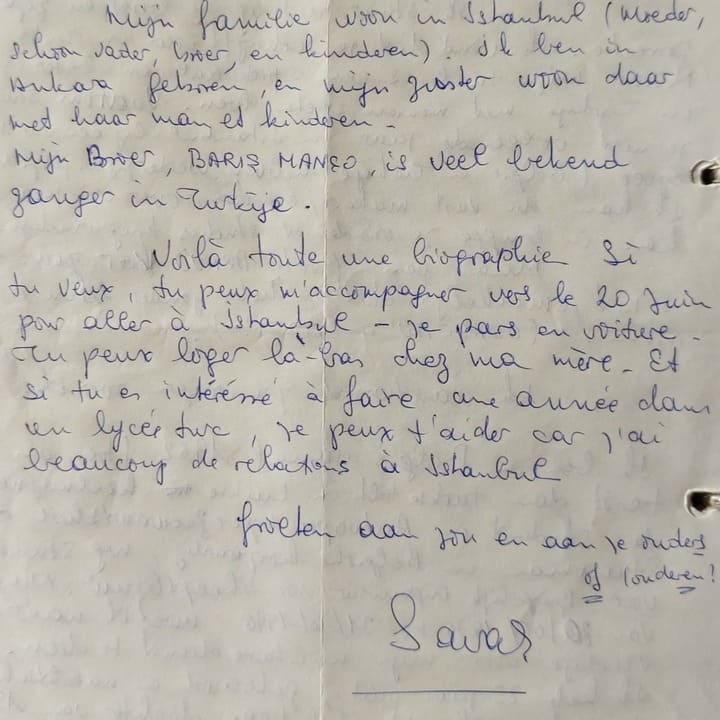 Mijn familie woon in Istanbul (Moeder,
schoon vader, broer, en kinderen). Ik ben in
Ankara geboren, en mijn zuster woon daar
met haar man et kinderen.
Mijn Broer, BARIŞ MANÇO, is veel bekend
zanger in Turkije.
Voilà toute une biographie Si
tu veux, tu peux m'accompagner vers le 20 Juin
pour aller à Istanbul - je pars en voiture -
Tu peux loger là-bas chez ma mère. Et
si tu es intéressé à faire une année dans
un lycée turc, je peux t'aider car j'ai
beaucoup de relations à Istanbul
Groeten aan jou en aan je ouders
of (ouderen?
Savaş